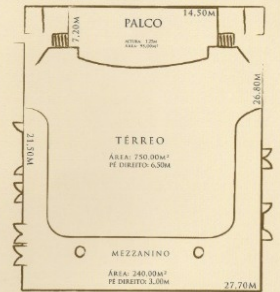 14,50M
PALCO
7,20M
26,80M
21,50M
TÉRREO
ÁREA: 750,00M²
PÉ DIREITO: 6,50M
MEZZANINO
ÁREA: 240,00M²
PÉ DIREITO: 3,00M
27,70M